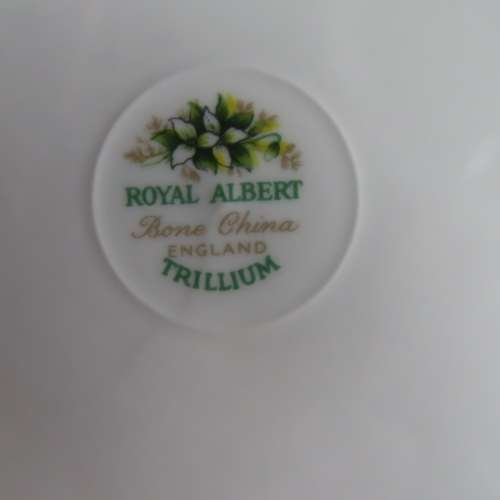 ROYAL ALBERT
Bone China
ENGLAND
TRILLIUM